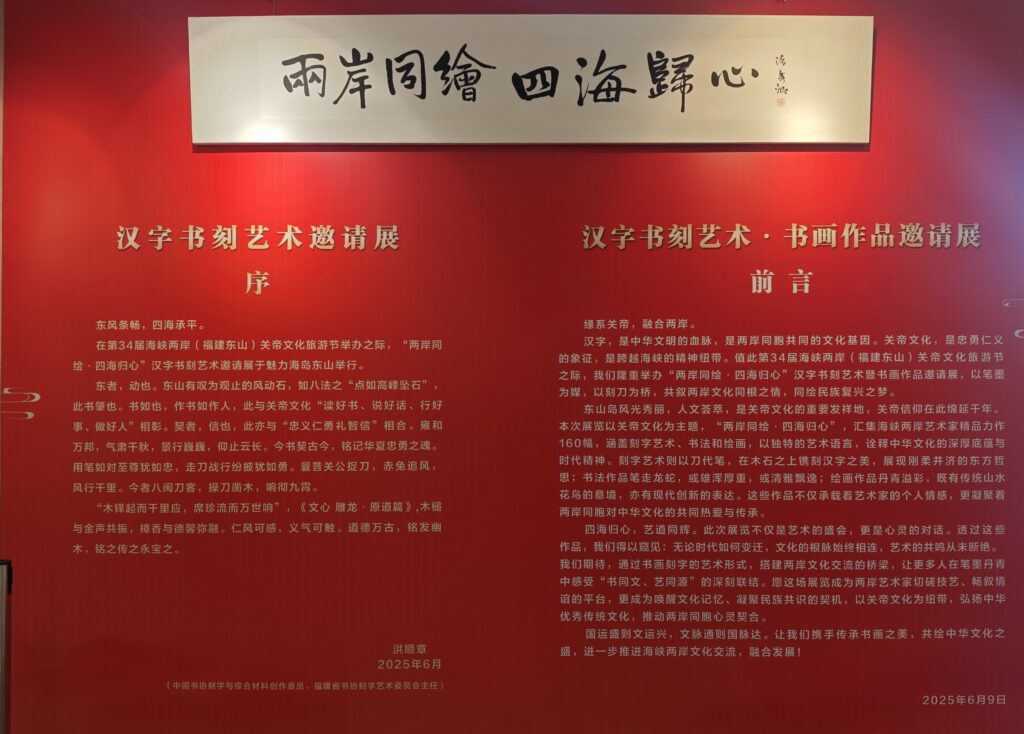 兩岸同繪 四海歸心
汉字书刻艺术邀请展
序
东风条畅，四海承平。
在第34届海峡两岸（福建东山）关帝文化旅游节举办之际，“两岸同
绘·四海归心”汉字书刻艺术邀请展于魅力海岛东山举行。
东者，动也。东山有叹为观止的风动石，如八法之“点如高峰坠石”，
此书肇也。书如也，作书如作人，此与关帝文化“读好书、说好话、行好
事、做好人”相彰。契者，信也，此亦与“忠义仁勇礼智信”相合。雍和
万邦，气肃千秋，景行巍巍，仰止云长。今书契古今，铭记华夏忠勇之魂。
用笔如对至尊犹如忠，走刀战行纷披犹如勇。曩昔关公捉刀，赤兔追风，
风行千里。今者八闽刀客，操刀凿木，响彻九霄。
“木铎起而千里应，席珍流而万世响”，《文心 雕龙·原道篇》,木槌
与金声共振，樟香与德馨弥融。仁风可感，义气可触。道德万古，铭发幽
木，铭之传之永宝之。
洪顺章
2025年6月
（中国书协刻字与综合材料创作委员，福建省书协刻字艺术委员会主任）
汉字书刻艺术·书画作品邀请展
前言
缘系关帝，融合两岸。
汉字，是中华文明的血脉，是两岸同胞共同的文化基因。关帝文化，是忠勇仁义
的象征，是跨越海峡的精神纽带。值此第34届海峡两岸（福建东山）关帝文化旅游节
之际，我们隆重举办“两岸同绘·四海归心”汉字书刻艺术暨书画作品邀请展，以笔墨
为媒，以刻刀为桥，共叙两岸文化同根之情，同绘民族复兴之梦。
东山岛风光秀丽，人文荟萃，是关帝文化的重要发祥地，关帝信仰在此绵延千年。
本次展览以关帝文化为主题，“两岸同绘·四海归心”，汇集海峡两岸艺术家精品力作
160幅，涵盖刻字艺术、书法和绘画，以独特的艺术语言，诠释中华文化的深厚底蕴与
时代精神。刻字艺术则以刀代笔，在木石之上镌刻汉字之美，展现刚柔并济的东方哲
思；书法作品笔走龙蛇，或雄浑厚重，或清雅飘逸；绘画作品丹青溢彩，既有传统山水
花鸟的意境，亦有现代创新的表达。这些作品不仅承载着艺术家的个人情感，更凝聚着
两岸同胞对中华文化的共同热爱与传承。
四海归心，艺道同辉。此次展览不仅是艺术的盛会，更是心灵的对话。透过这些
作品，我们得以窥见：无论时代如何变迁，文化的根脉始终相连，艺术的共鸣从未断绝。
我们期待，通过书画刻字的艺术形式，搭建两岸文化交流的桥梁，让更多人在笔墨丹青
中感受“书同文、艺同源”的深刻联结。愿这场展览成为两岸艺术家切磋技艺、畅叙情
谊的平台，更成为唤醒文化记忆、凝聚民族共识的契机，以关帝文化为纽带，弘扬中华
优秀传统文化，推动两岸同胞心灵契合。
国运盛则文运兴，文脉通则国脉达。让我们携手传承书画之美，共绘中华文化之
盛，进一步推进海峡两岸文化交流，融合发展！
2025年6月9日